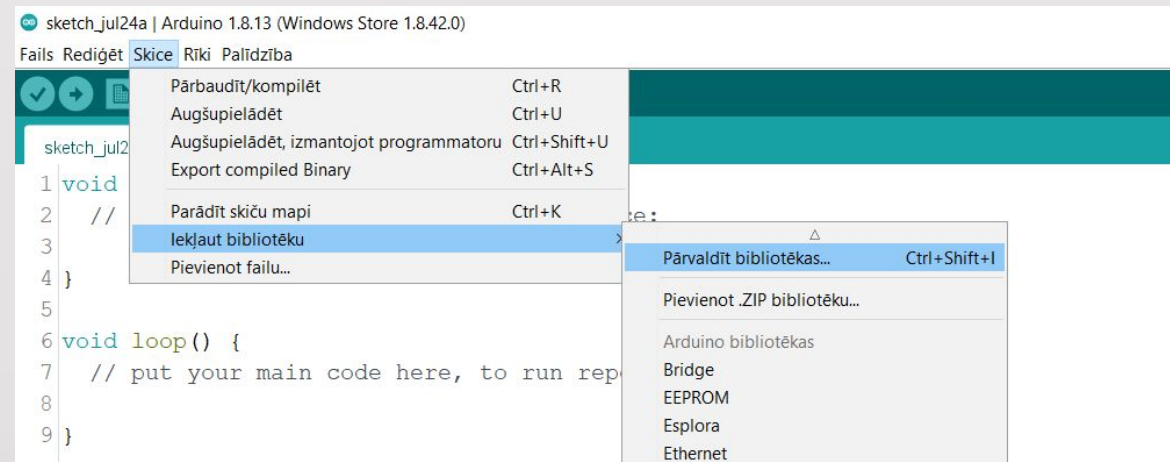 sketch_jul24a | Arduino 1.8.13 (Windows Store 1.8.42.0)
Fails Rediģēt Skice Rīki Palīdzība
Pārbaudīt/kompilēt Ctrl+R
Augšupielādēt Ctrl+U
Augšupielādēt, izmantojot programmatoru Ctrl+Shift+U
Export compiled Binary Ctrl+Alt+S
Parādīt skiču mapi Ctrl+K
Iekļaut bibliotēku
Pievienot failu...
Pārvaldīt bibliotēkas... Ctrl+Shift+I
Pievienot .ZIP bibliotēku...
Arduino bibliotēkas
Bridge
EEPROM
Esplora
Ethernet
sketch_jul2
1 void
2 //
3
4 }
5
6 void loop() {
7 // put your main code here, to run rep
8
9 }